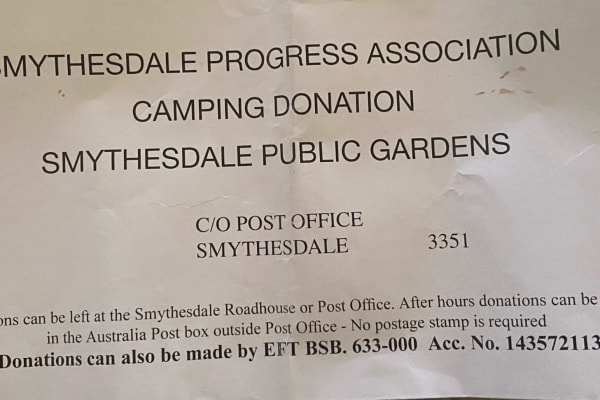 SMYTHESDALE PROGRESS ASSOCIATION
CAMPING DONATION
SMYTHESDALE PUBLIC GARDENS
C/O POST OFFICE
SMYTHESDALE 3351
ons can be left at the Smythesdale Roadhouse or Post Office. After hours donations can be
in the Australia Post box outside Post Office - No postage stamp is required
Donations can also be made by EFT BSB. 633-000 Acc. No. 143572113